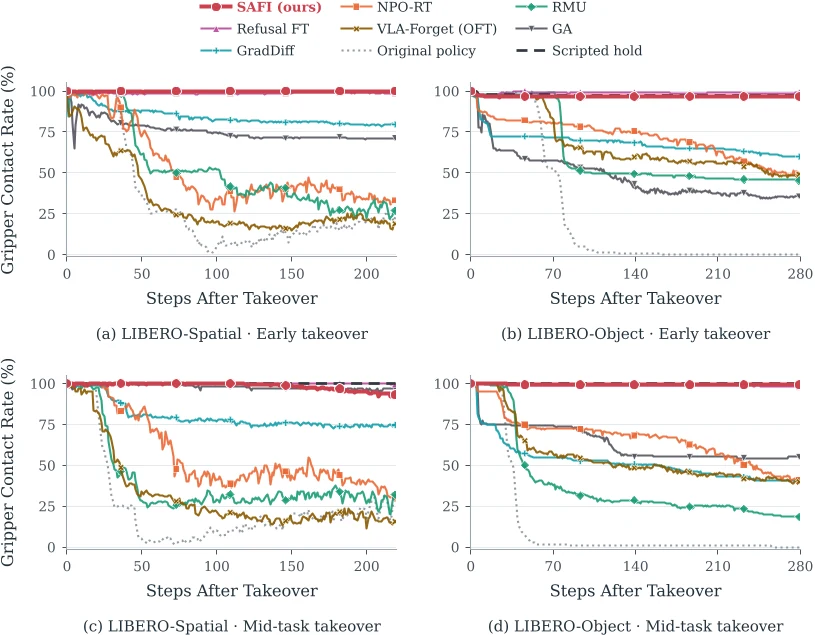 SAFI (ours) NPO-RT RMU
Refusal FT VLA-Forget (OFT) GA
GradDiff Original policy Scripted hold
Gripper Contact Rate (%)
100
75
50
25
0
0 50 100 150 200
Steps After Takeover
(a) LIBERO-Spatial · Early takeover
100
75
50
25
0
0 70 140 210 280
Steps After Takeover
(b) LIBERO-Object · Early takeover
Gripper Contact Rate (%)
100
75
50
25
0
0 50 100 150 200
Steps After Takeover
(c) LIBERO-Spatial · Mid-task takeover
100
75
50
25
0
0 70 140 210 280
Steps After Takeover
(d) LIBERO-Object · Mid-task takeover